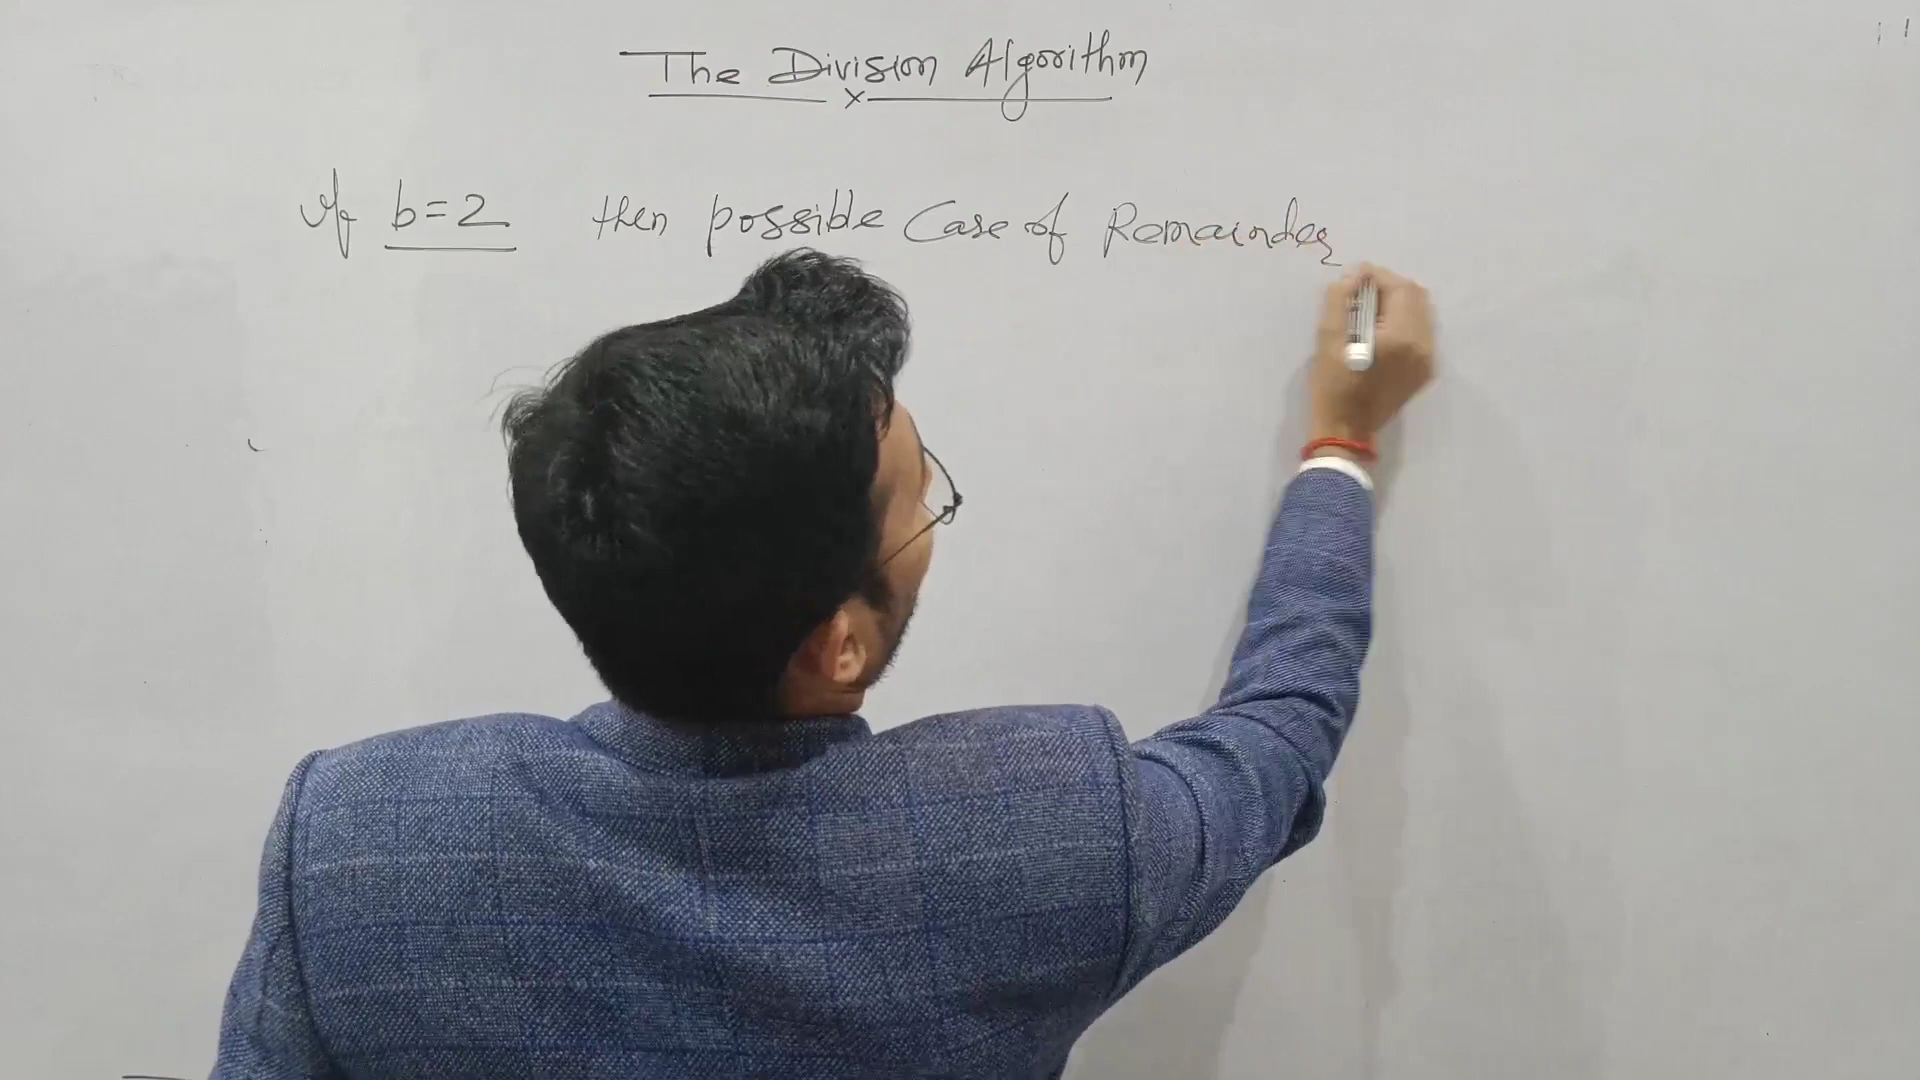 The Division Algorithm
If b=2 then possible Case of Remainder